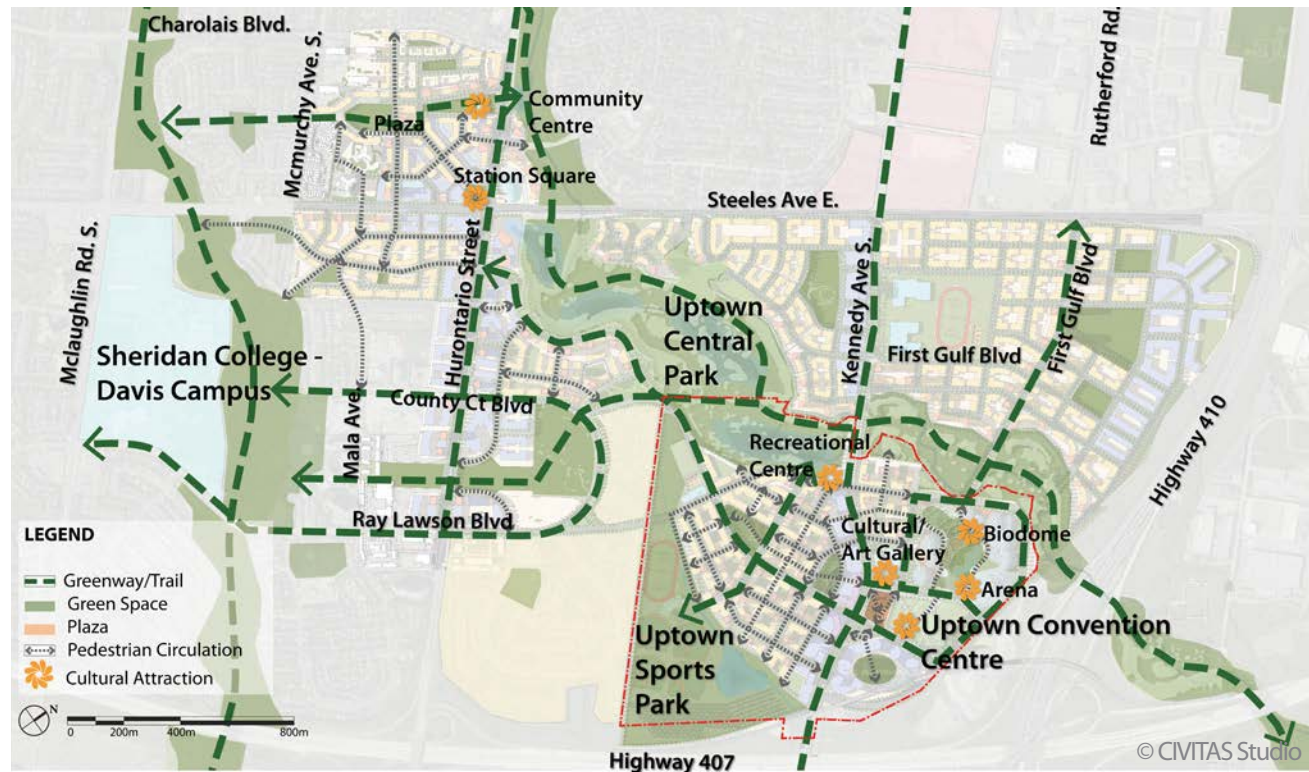 Charolais Blvd.
Mcmurchy Ave. S.
Plaza
Community
Centre
Rutherford Rd.
Station Square
Steeles Ave E.
Mclaughlin Rd. S.
Hurontario Street
Kennedy Ave S.
Uptown
Central
Park
Sheridan College -
Davis Campus
First Gulf Blvd
First Gulf Blvd
Mala Ave.
County Ct Blvd
Highway 410
Recreational
Centre
Ray Lawson Blvd
Cultural/
Art Gallery
Biodome
Arena
Uptown Convention
Centre
Uptown
Sports
Park
LEGEND
Greenway/Trail
Green Space
Plaza
Pedestrian Circulation
Cultural Attraction
N
0 200m 400m 800m
Highway 407
© CIVITAS Studio